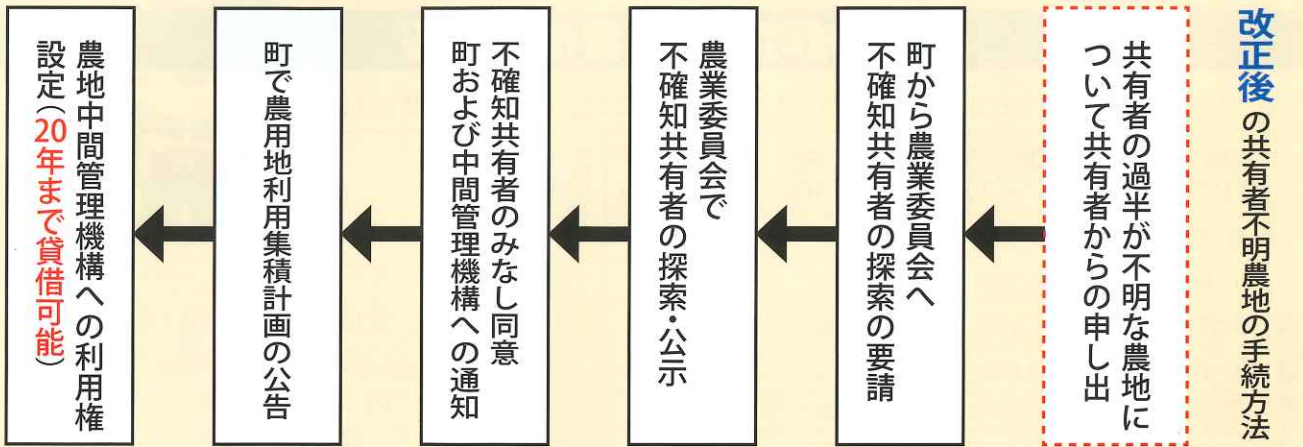 改正後の共有者不明農地の手続方法
共有者の過半が不明な農地に
ついて共有者からの申し出
町から農業委員会へ
不確知共有者の探索の要請
農業委員会で
不確知共有者の探索・公示
不確知共有者のみなし同意
町および中間管理機構への通知
町で農用地利用集積計画の公告
農地中間管理機構への利用権
設定（20年まで貸借可能）